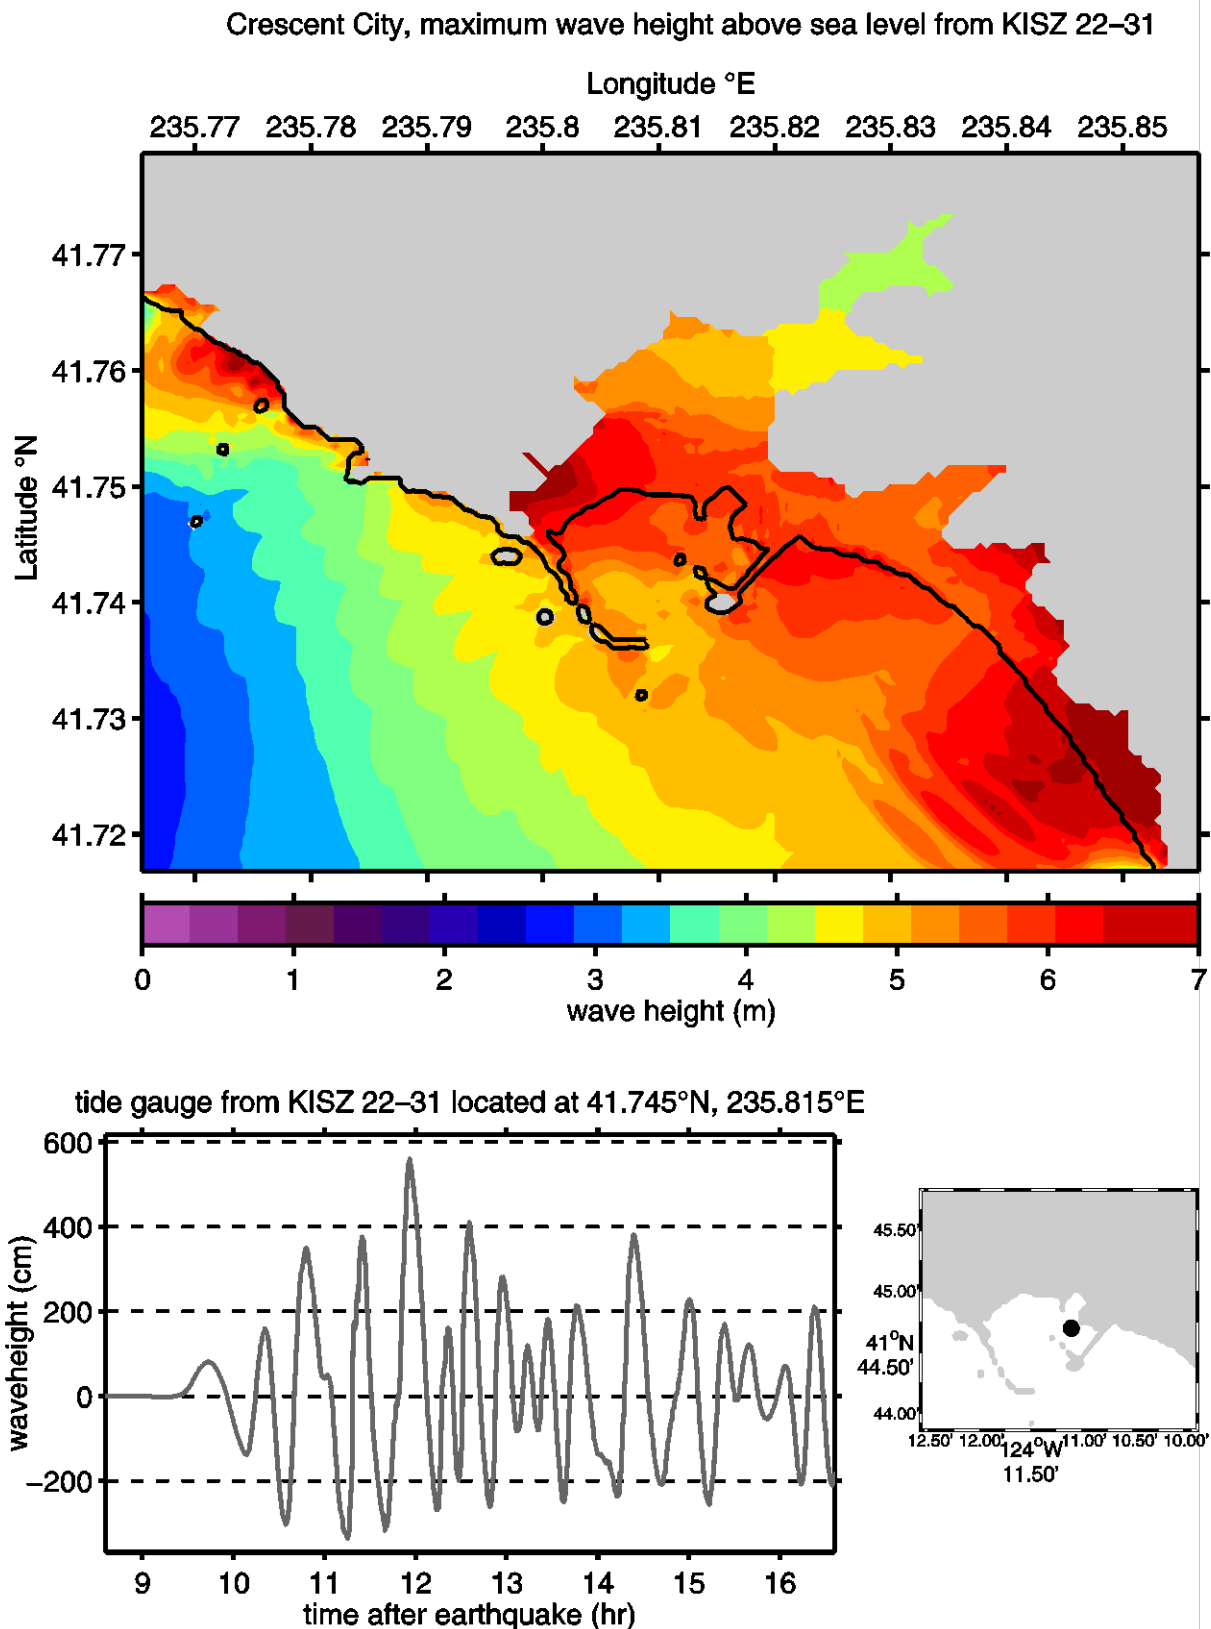 Crescent City, maximum wave height above sea level from KISZ 22–31
Longitude °E
235.77 235.78 235.79 235.8 235.81 235.82 235.83 235.84 235.85
Latitude °N
41.77
41.76
41.75
41.74
41.73
41.72
0 1 2 3 4 5 6 7
wave height (m)
tide gauge from KISZ 22–31 located at 41.745°N, 235.815°E
waveheight (cm)
600
400
200
0
−200
9 10 11 12 13 14 15 16
time after earthquake (hr)
45.50'
45.00'
41°N
44.50'
44.00'
12.50' 12.00' 11.00' 10.50' 10.00'
124°W
11.50'